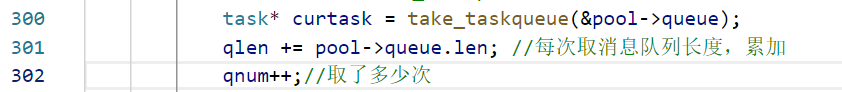 300 task* curtask = take_taskqueue(&pool->queue);
301 qlen += pool->queue.len; //每次取消息队列长度，累加
302 qnum++;//取了多少次